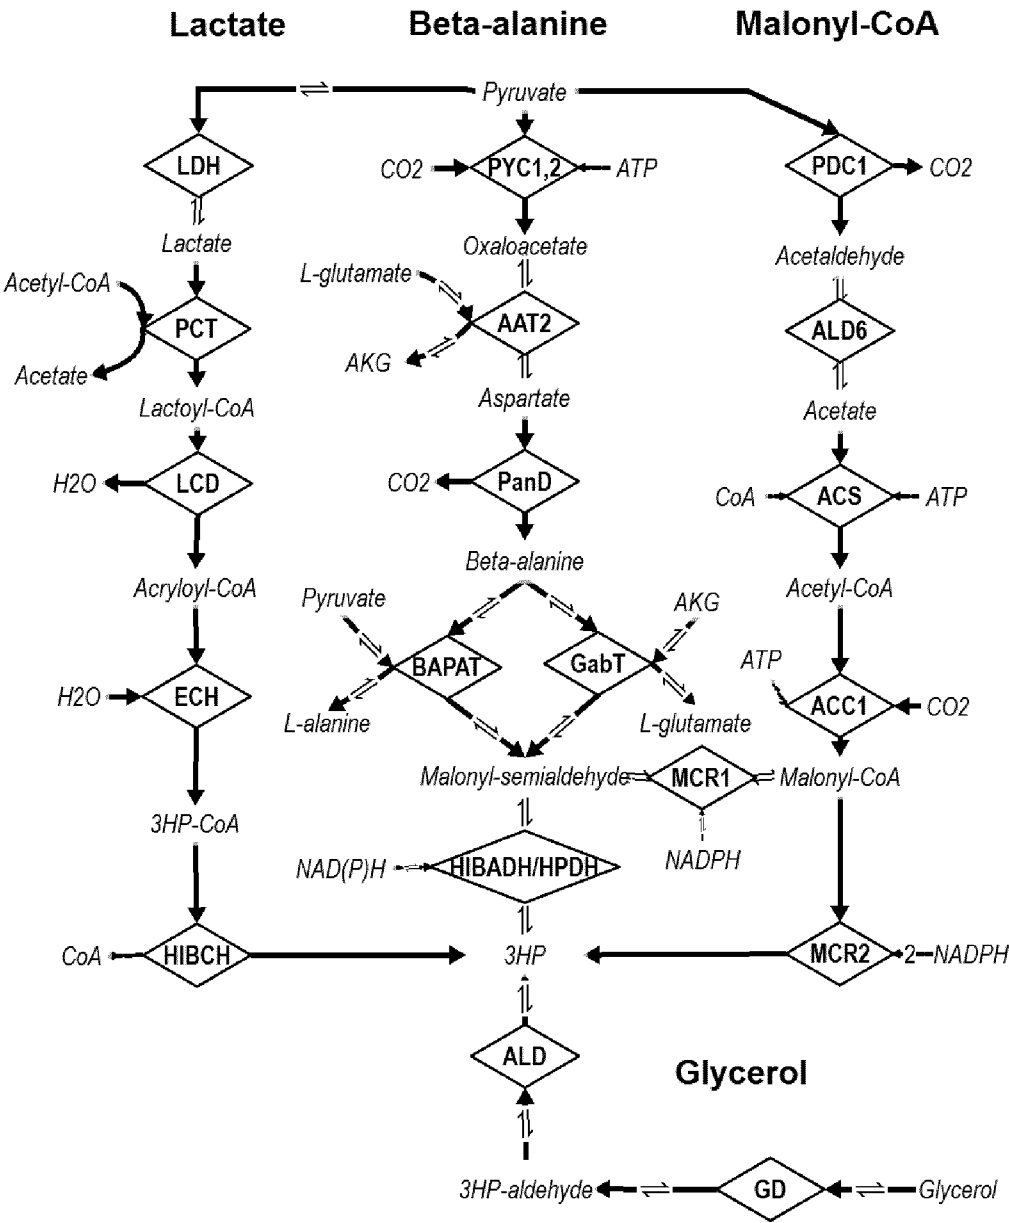 Lactate Beta-alanine Malonyl-CoA
Pyruvate
LDH CO2 PYC1,2 ATP PDC1 CO2
Lactate Oxaloacetate Acetaldehyde
Acetyl-CoA L-glutamate
PCT AAT2 ALD6
Acetate AKG
Lactoyl-CoA Aspartate Acetate
H2O LCD CO2 PanD CoA ACS ATP
Acryloyl-CoA Beta-alanine Acetyl-CoA
Pyruvate AKG
BAPAT GabT ATP
H2O ECH ACC1 CO2
L-alanine L-glutamate
Malonyl-semialdehyde MCR1 Malonyl-CoA
3HP-CoA
NAD(P)H HIBADH/HPDH NADPH
CoA HIBCH 3HP MCR2 2 NADPH
ALD
Glycerol
3HP-aldehyde GD Glycerol